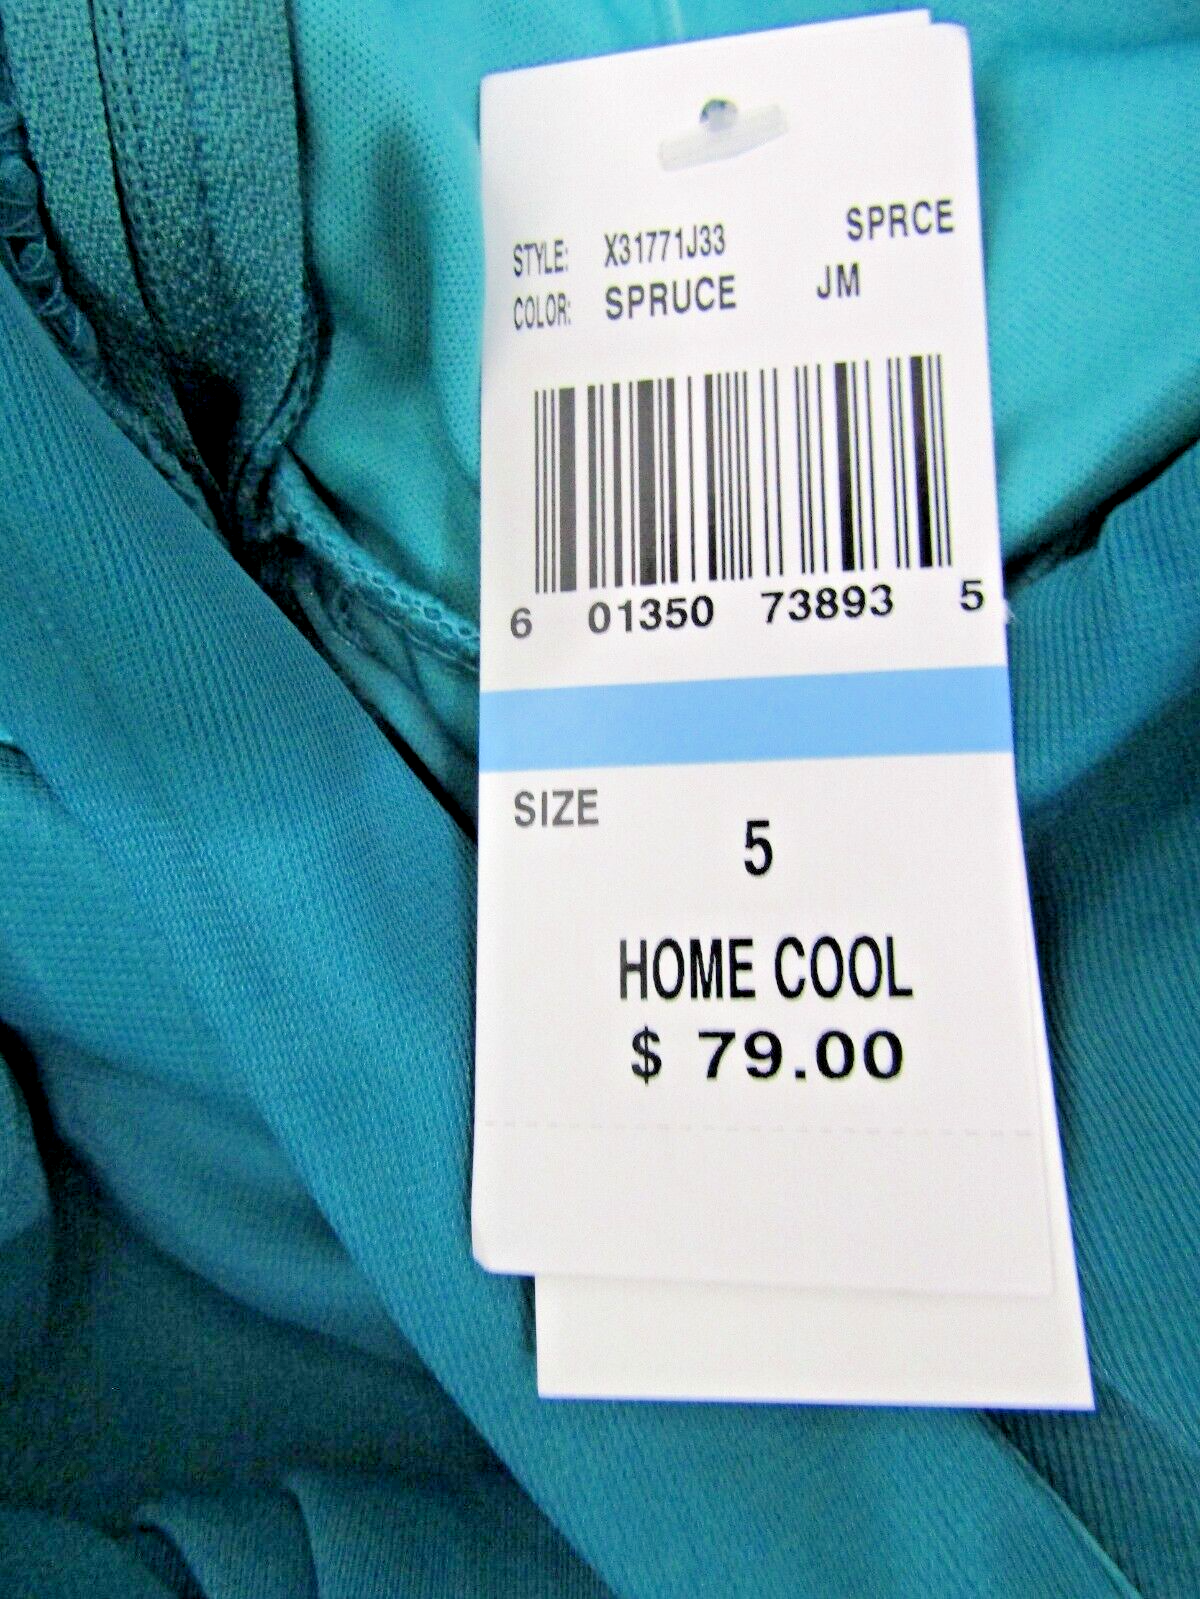 STYLE: X31771J33 SPRCE
COLOR: SPRUCE JM
6 01350 73893 5
SIZE
5
HOME COOL
$ 79.00